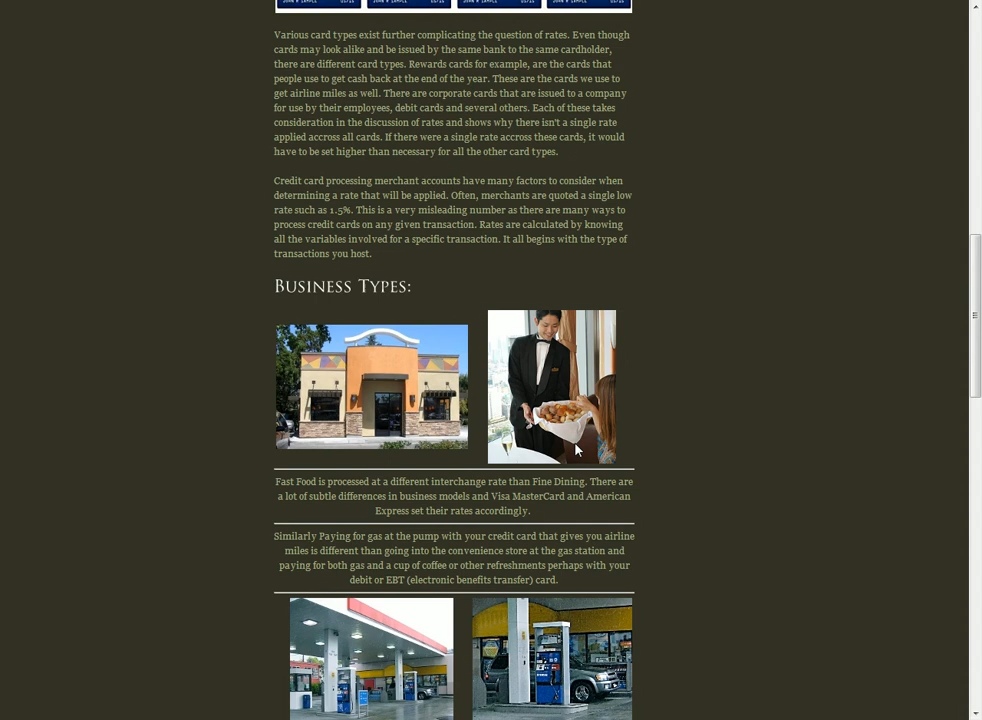 JOHN A SAMPLE JOHN A SAMPLE JOHN A SAMPLE JOHN A SAMPLE
Various card types exist further complicating the question of rates. Even though
cards may look alike and be issued by the same bank to the same cardholder,
there are different card types. Rewards cards for example, are the cards that
people use to get cash back at the end of the year. These are the cards we use to
get airline miles as well. There are corporate cards that are issued to a company
for use by their employees, debit cards and several others. Each of these takes
consideration in the discussion of rates and shows why there isn't a single rate
applied accross all cards. If there were a single rate accress these cards, it would
have to be set higher than necessary for all the other card types.
Credit card processing merchant accounts have many factors to consider when
determining a rate that will be applied. Often, merchants are quoted a single low
rate such as 1.5%. This is a very misleading number as there are many ways to
process credit cards on any given transaction. Rates are calculated by knowing
all the variables involved for a specific transaction. It all begins with the type of
transactions you host.
Business Types:
Fast Food is processed at a different interchange rate than Fine Dining. There are
a lot of subtle differences in business models and Visa MasterCard and American
Express set their rates accordingly.
Similarly Paying for gas at the pump with your credit card that gives you airline
miles is different than going into the convenience store at the gas station and
paying for both gas and a cup of coffee or other refreshments perhaps with your
debit or EBT (electronic benefits transfer) card.